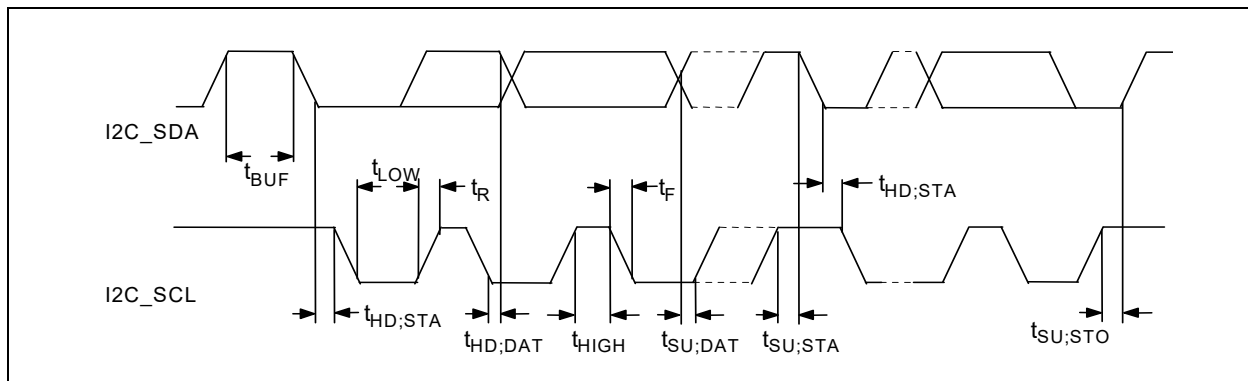 I2C_SDA
tBUF
tLOW
tR
tF
tHD;STA
I2C_SCL
tHD;STA
tHD;DAT
tHIGH
tSU;DAT
tSU;STA
tSU;STO